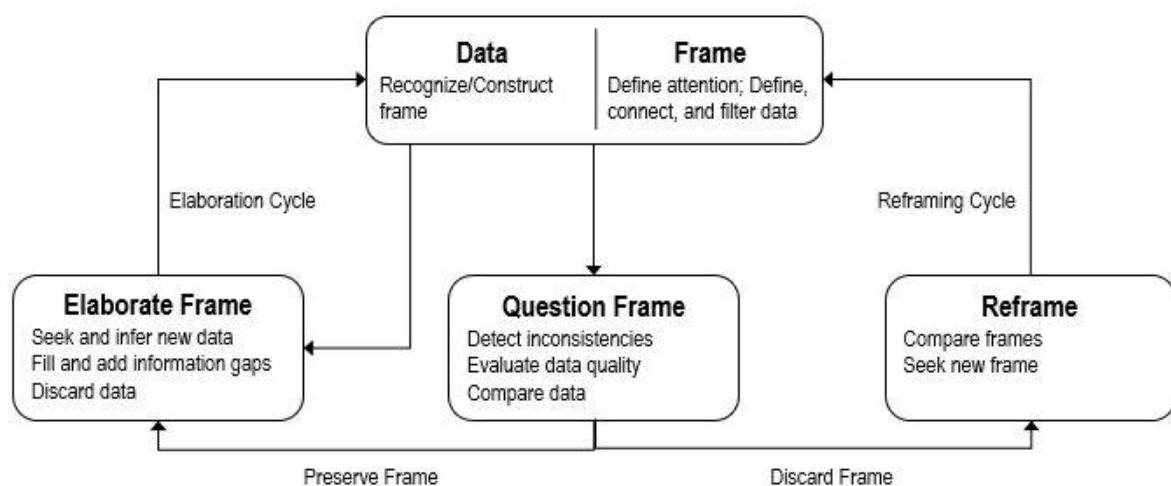 Data
Recognize/Construct
frame
Frame
Define attention; Define,
connect, and filter data
Elaboration Cycle
Reframing Cycle
Elaborate Frame
Seek and infer new data
Fill and add information gaps
Discard data
Question Frame
Detect inconsistencies
Evaluate data quality
Compare data
Reframe
Compare frames
Seek new frame
Preserve Frame
Discard Frame